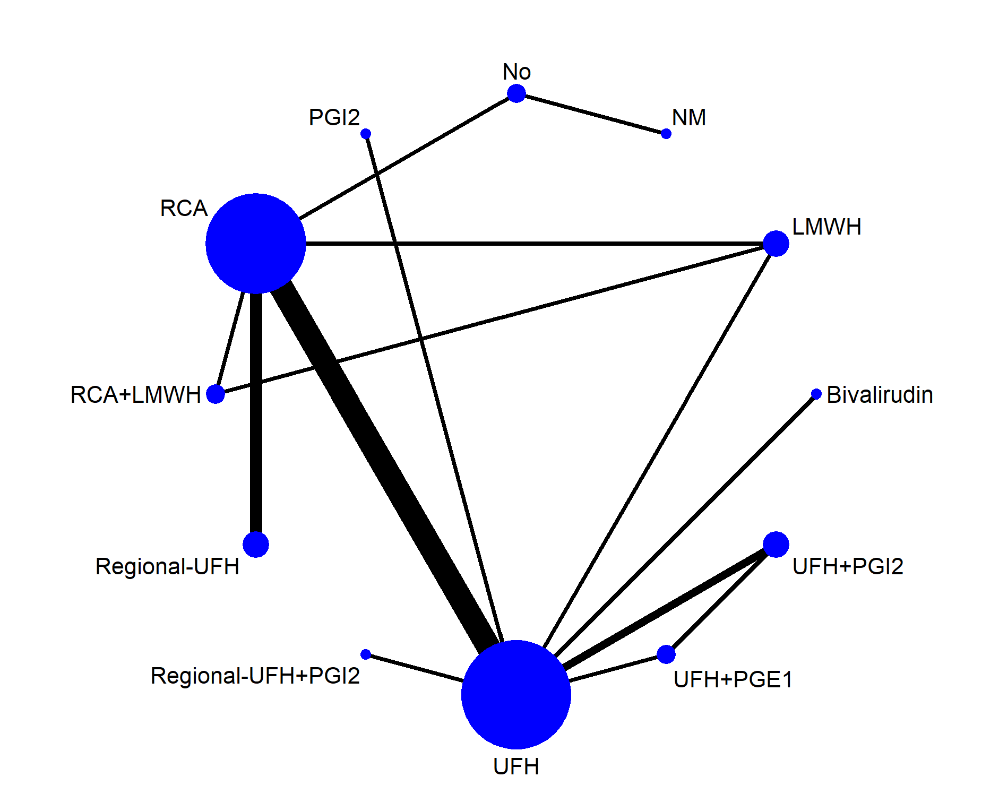 No
PGI2
NM
RCA
LMWH
RCA+LMWH
Bivalirudin
Regional-UFH
UFH+PGI2
Regional-UFH+PGI2
UFH+PGE1
UFH